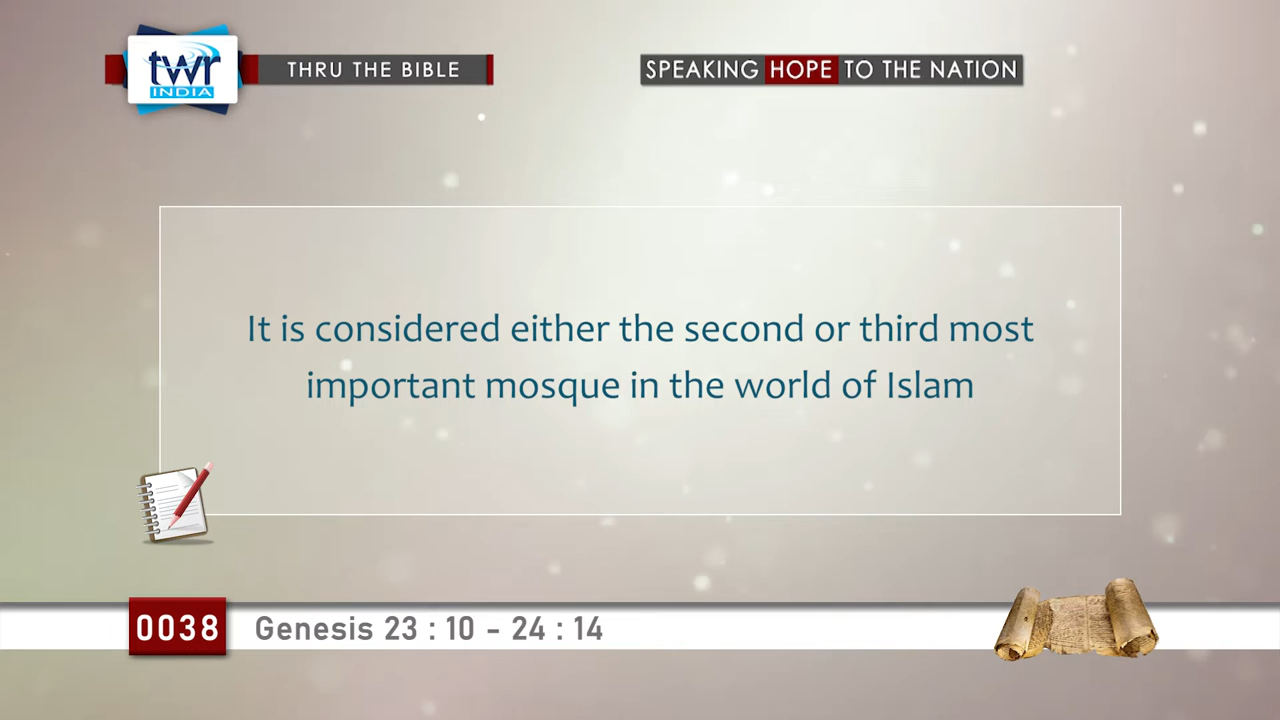 twr
INDIA
THRU THE BIBLE
SPEAKING HOPE TO THE NATION
It is considered either the second or third most
important mosque in the world of Islam
0038
Genesis 23 : 10 - 24 : 14